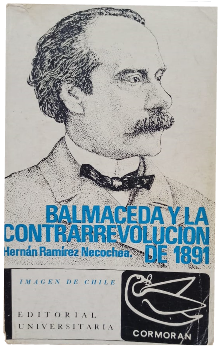 BALMACEDA Y LA
CONTRARREVOLUCION
Hernán Ramírez Necochea. DE 1891
IMAGEN DE CHILE
EDITORIAL
UNIVERSITARIA
CORMORAN